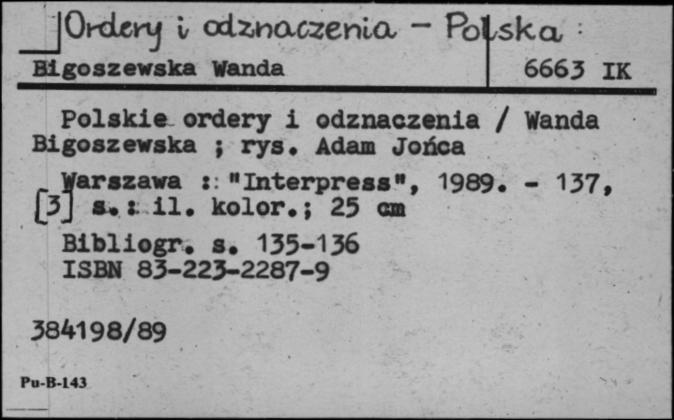 Ordery i odznaczenia - Polska
Bigoszewska Wanda 6663 IK
Polskie ordery i odznaczenia / Wanda
Bigoszewska ; rys. Adam Jońca
Warszawa : "Interpress", 1989. - 137,
[3] s. : il. kolor.; 25 cm
Bibliogr. s. 135-136
ISBN 83-223-2287-9
384198/89
Pu-B-143